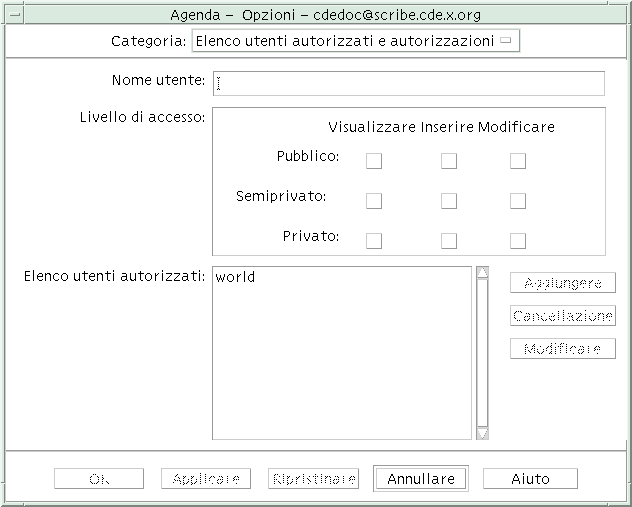 Agenda – Opzioni – cdedoc@scribe.cde.x.org
Categoria: Elenco utenti autorizzati e autorizzazioni
Nome utente:
Livello di accesso:
Visualizzare Inserire Modificare
Pubblico:
Semiprivato:
Privato:
Elenco utenti autorizzati: world
Aggiungere
Cancellazione
Modificare
OK Applicare Ripristinare Annullare Aiuto